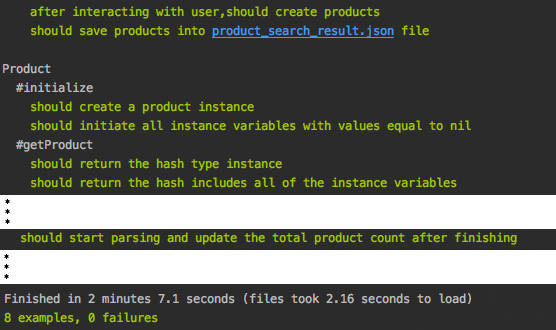 after interacting with user,should create products
should save products into product_search_result.json file
Product
#initialize
should create a product instance
should initiate all instance variables with values equal to nil
#getProduct
should return the hash type instance
should return the hash includes all of the instance variables
*
*
*
should start parsing and update the total product count after finishing
*
*
*
Finished in 2 minutes 7.1 seconds (files took 2.16 seconds to load)
8 examples, 0 failures